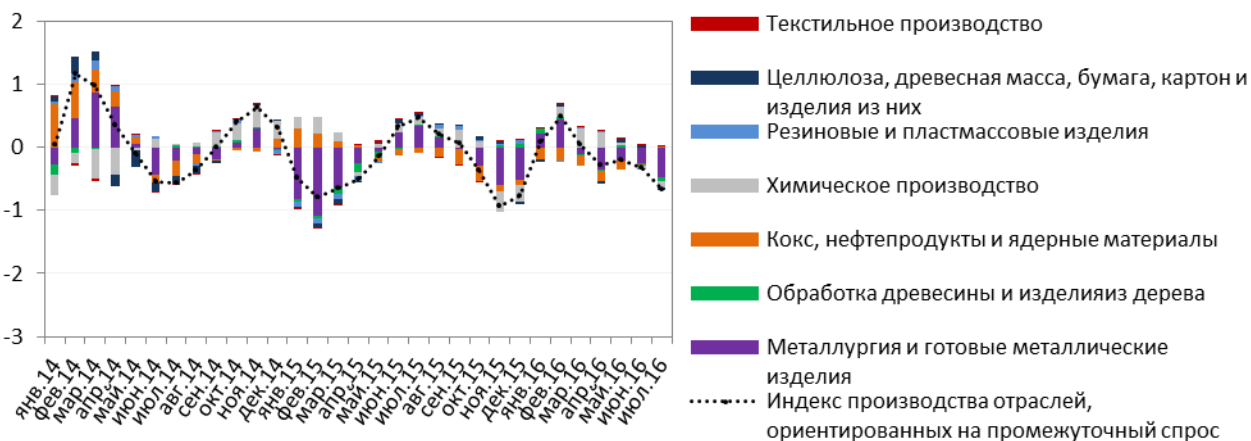 2
1
0
-1
-2
-3
янв.14
фев.14
мар.14
апр.14
май.14
июн.14
июл.14
авг.14
сен.14
окт.14
ноя.14
дек.14
янв.15
фев.15
мар.15
апр.15
май.15
июн.15
июл.15
авг.15
сен.15
окт.15
ноя.15
дек.15
янв.16
фев.16
мар.16
апр.16
май.16
июн.16
июл.16
Текстильное производство
Целлюлоза, древесная масса, бумага, картон и
изделия из них
Резиновые и пластмассовые изделия
Химическое производство
Кокс, нефтепродукты и ядерные материалы
Обработка древесины и изделияиз дерева
Металлургия и готовые металлические
изделия
Индекс производства отраслей,
ориентированных на промежуточный спрос